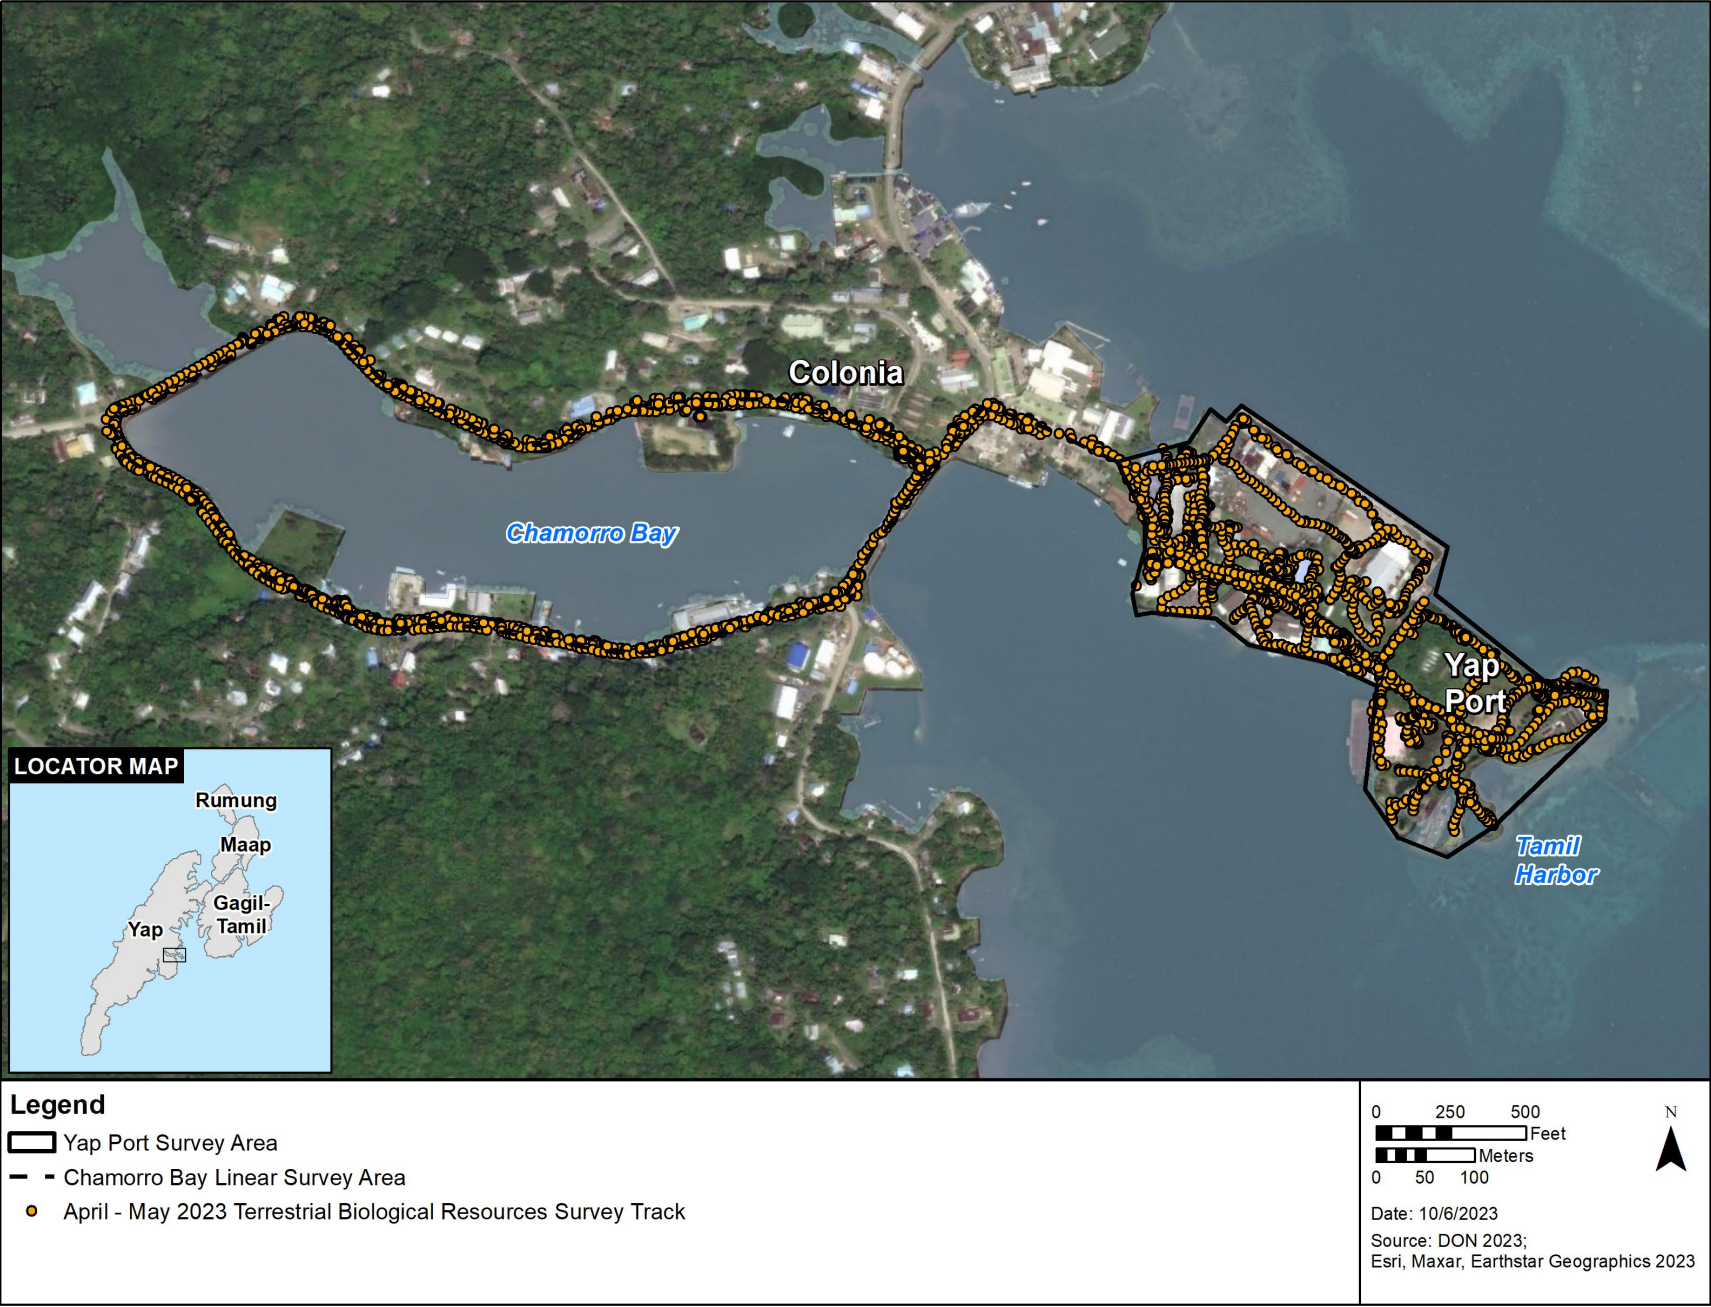 Colonia
Chamorro Bay
Yap
Port
Tamil
Harbor
LOCATOR MAP
Rumung
Maap
Gagil-
Tamil
Yap
Legend
Yap Port Survey Area
Chamorro Bay Linear Survey Area
April - May 2023 Terrestrial Biological Resources Survey Track
0 250 500
Feet
Meters
0 50 100
N
Date: 10/6/2023
Source: DON 2023;
Esri, Maxar, Earthstar Geographics 2023